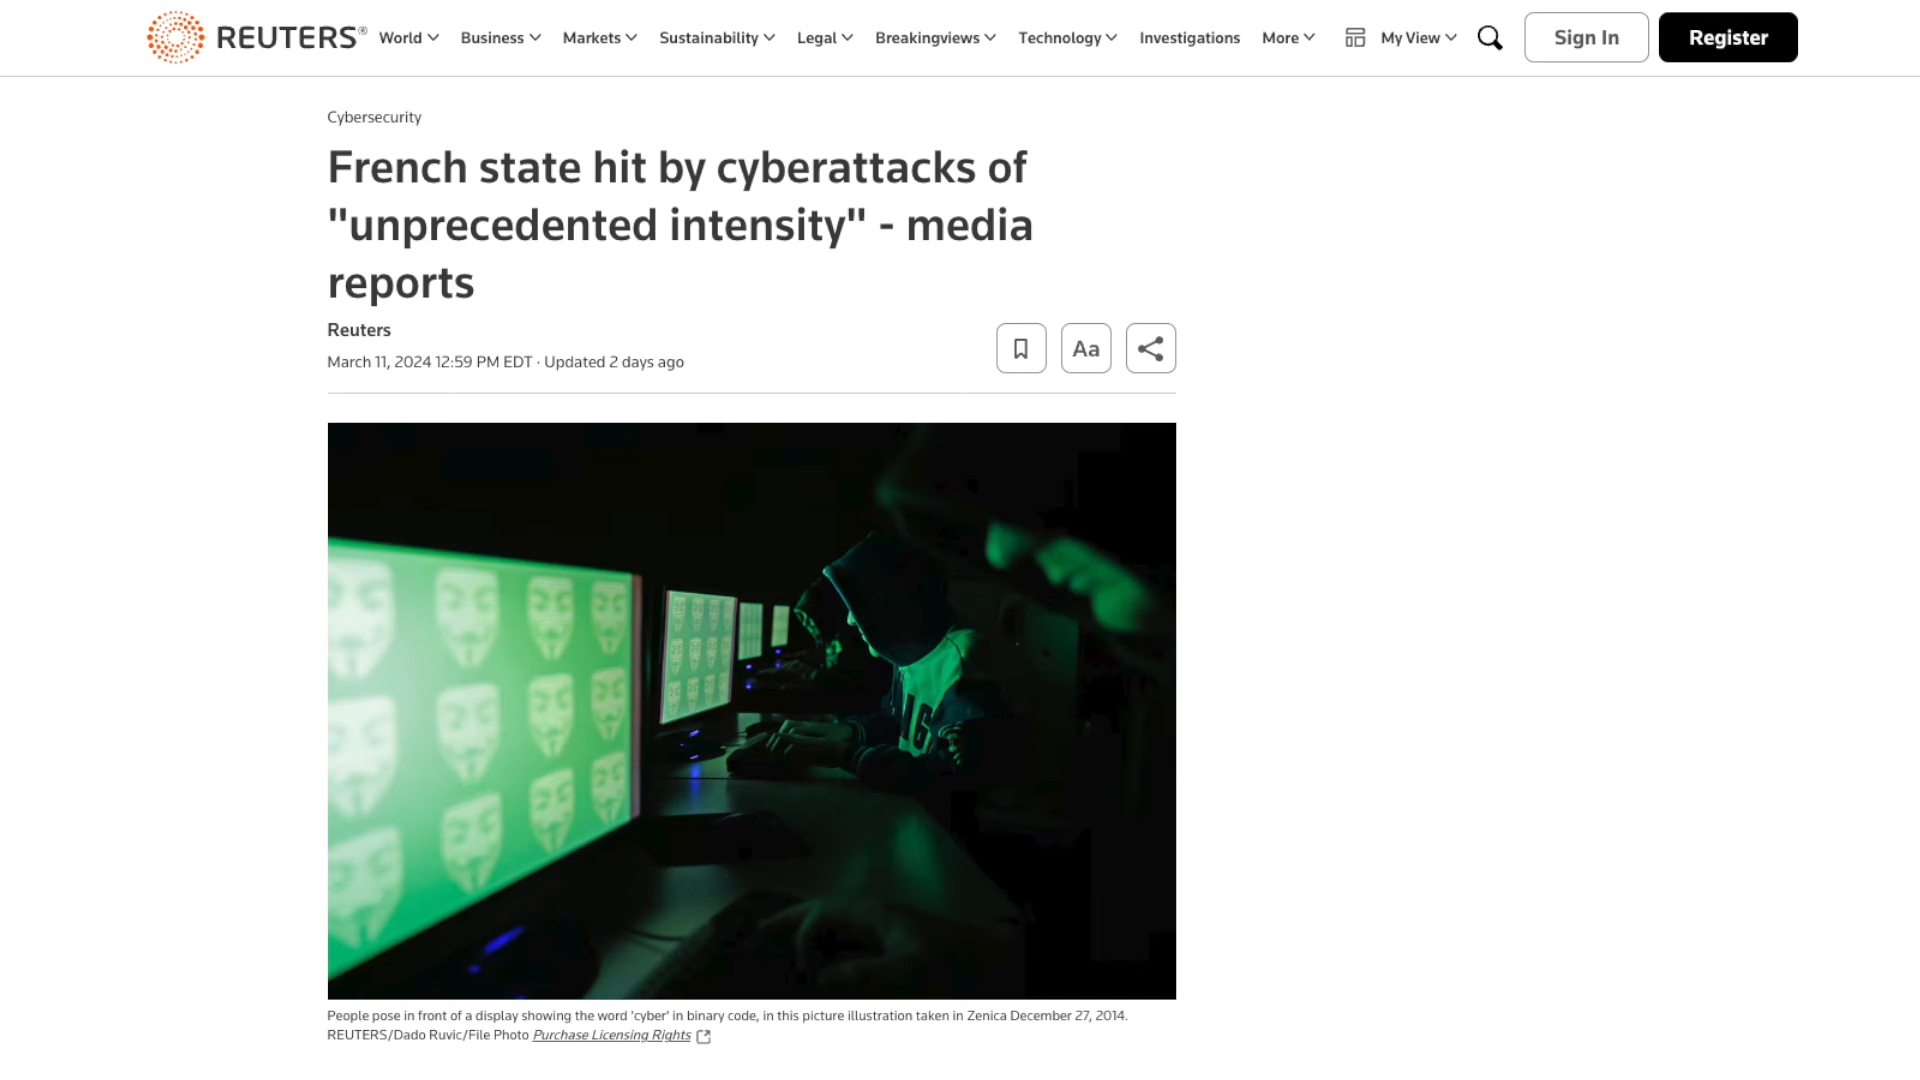 REUTERS® World Business Markets Sustainability Legal Breakingviews Technology Investigations More My View Sign In Register
Cybersecurity
French state hit by cyberattacks of
"unprecedented intensity" - media
reports
Reuters
March 11, 2024 12:59 PM EDT · Updated 2 days ago
Aa
16
People pose in front of a display showing the word 'cyber' in binary code, in this picture illustration taken in Zenica December 27, 2014.
REUTERS/Dado Ruvic/File Photo Purchase Licensing Rights